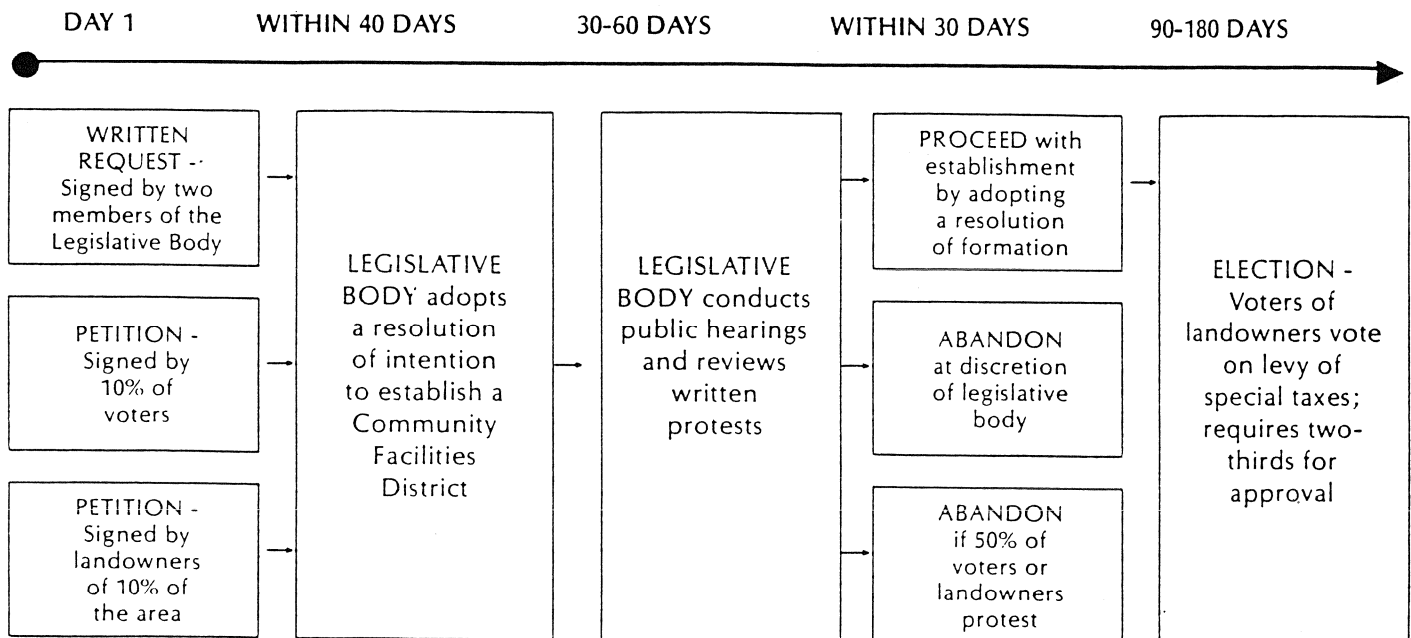 DAY 1
WITHIN 40 DAYS
30-60 DAYS
WITHIN 30 DAYS
90-180 DAYS
WRITTEN
REQUEST -
Signed by two
members of the
Legislative Body
PETITION -
Signed by
10% of
voters
PETITION -
Signed by
landowners
of 10% of
the area
LEGISLATIVE
BODY adopts
a resolution
of intention
to establish a
Community
Facilities
District
LEGISLATIVE
BODY conducts
public hearings
and reviews
written
protests
PROCEED with
establishment
by adopting
a resolution
of formation
ABANDON
at discretion
of legislative
body
ABANDON
if 50% of
voters or
landowners
protest
ELECTION -
Voters of
landowners vote
on levy of
special taxes;
requires two-
thirds for
approval